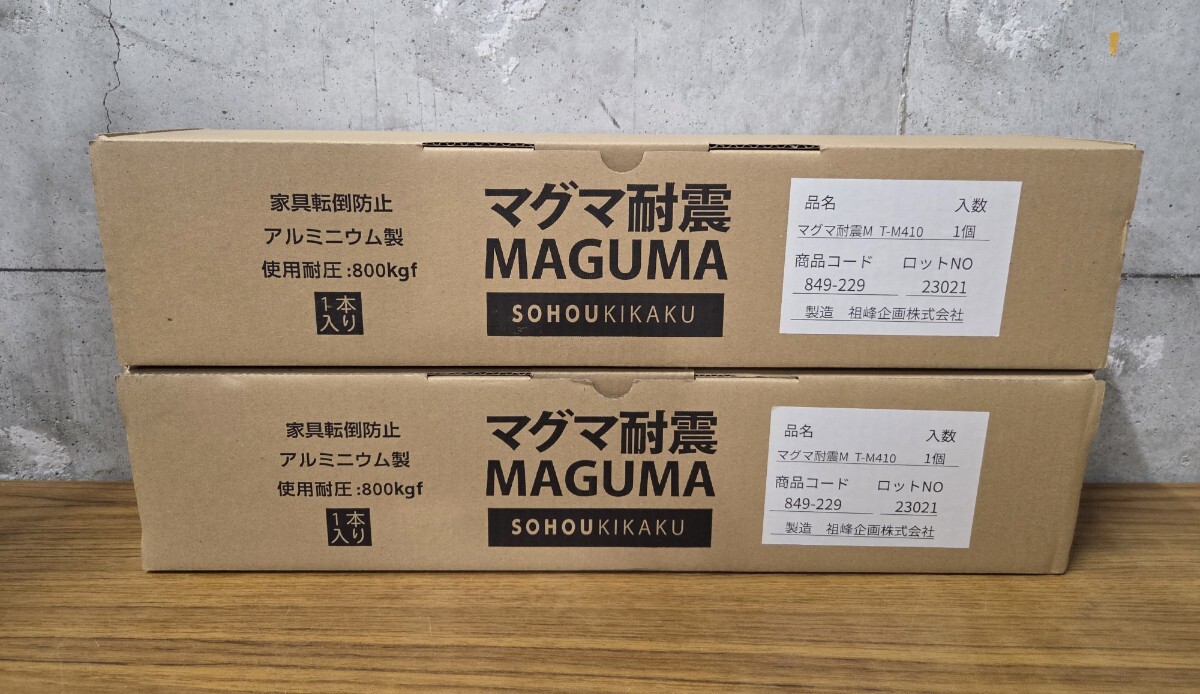 家具転倒防止
アルミニウム製
使用耐圧:800kgf
1本
入り
マグマ耐震
MAGUMA
SOHOUKIKAKU
品名 入数
マグマ耐震M T-M410 1個
商品コード ロットNO
849-229 23021
製造 祖峰企画株式会社
家具転倒防止
アルミニウム製
使用耐圧:800kgf
1本
入り
マグマ耐震
MAGUMA
SOHOUKIKAKU
品名 入数
マグマ耐震M T-M410 1個
商品コード ロットNO
849-229 23021
製造 祖峰企画株式会社